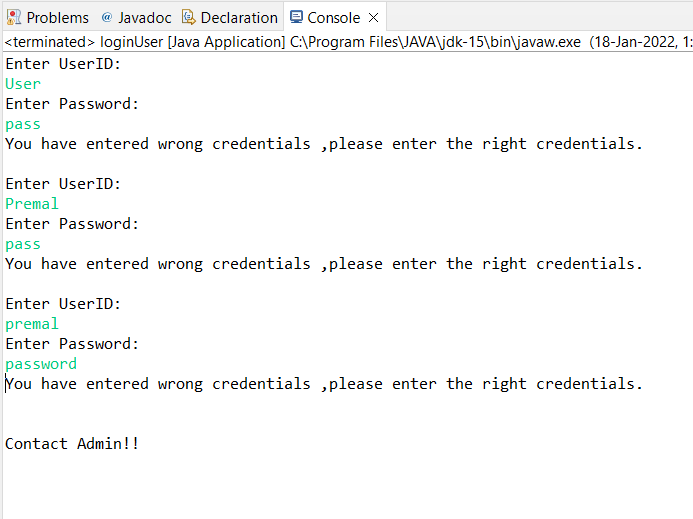 Problems @ Javadoc Declaration Console
<terminated> loginUser [Java Application] C:\Program Files\JAVA\jdk-15\bin\javaw.exe (18-Jan-2022, 1:
Enter UserID:
User
Enter Password:
pass
You have entered wrong credentials ,please enter the right credentials.
Enter UserID:
Premal
Enter Password:
pass
You have entered wrong credentials ,please enter the right credentials.
Enter UserID:
premal
Enter Password:
password
You have entered wrong credentials ,please enter the right credentials.
Contact Admin!!